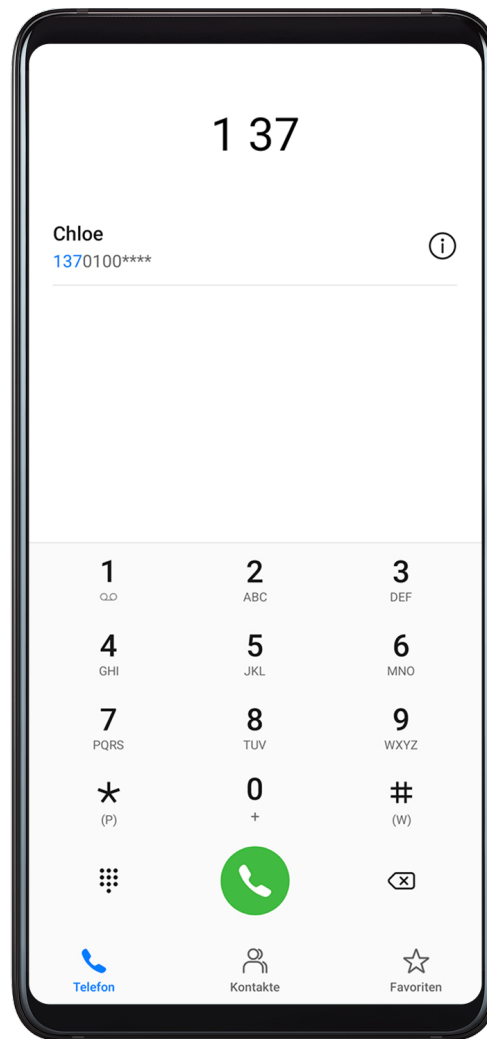 1 37
Chloe
1370100****
1 2 3
ABC DEF
4 5 6
GHI JKL MNO
7 8 9
PQRS TUV WXYZ
* 0 #
(P) + (W)
Telefon Kontakte Favoriten